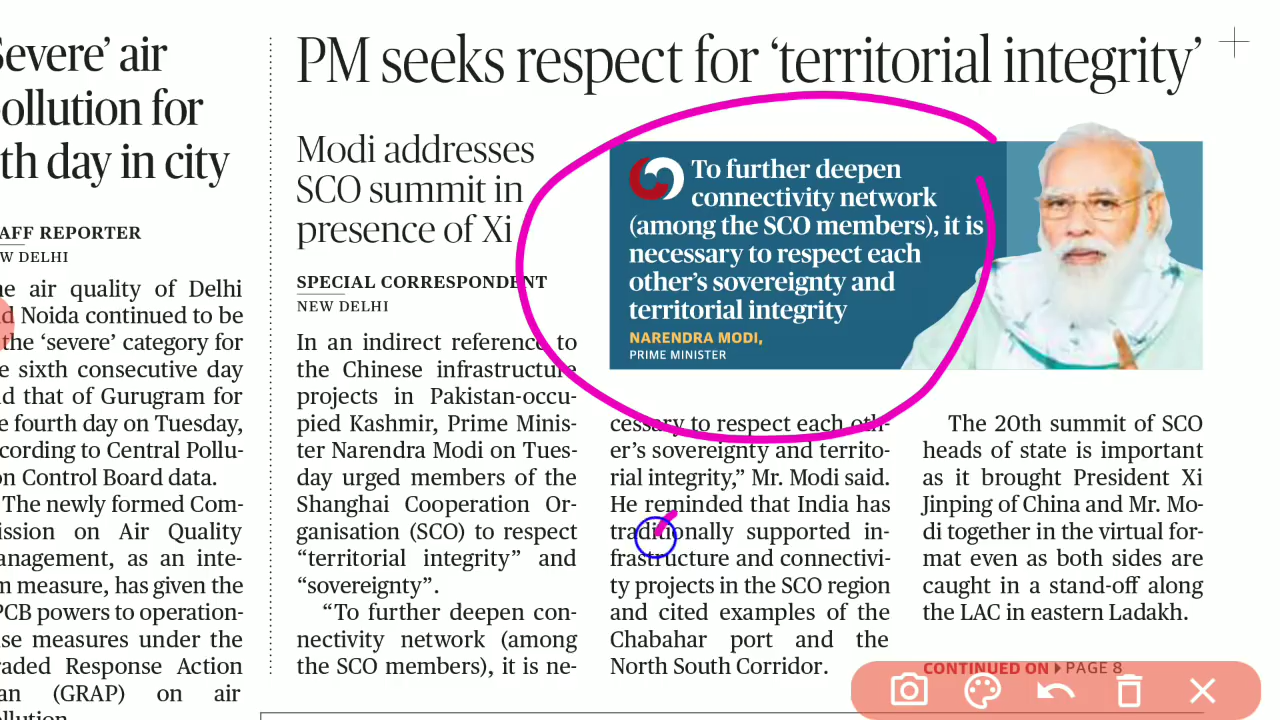 Severe’ air
ollution for
th day in city
AFF REPORTER
W DELHI
e air quality of Delhi
d Noida continued to be
the ‘severe’ category for
e sixth consecutive day
d that of Gurugram for
e fourth day on Tuesday,
cording to Central Pollu-
on Control Board data.
The newly formed Com-
ission on Air Quality
anagement, as an inte-
m measure, has given the
PCB powers to operation-
se measures under the
raded Response Action
an (GRAP) on air
ollution
PM seeks respect for ‘territorial integrity’
Modi addresses
SCO summit in
presence of Xi
SPECIAL CORRESPONDENT
NEW DELHI
In an indirect reference to
the Chinese infrastructure
projects in Pakistan-occu-
pied Kashmir, Prime Minis-
ter Narendra Modi on Tues-
day urged members of the
Shanghai Cooperation Or-
ganisation (SCO) to respect
“territorial integrity” and
“sovereignty”.
“To further deepen con-
nectivity network (among
the SCO members), it is ne-
To further deepen
connectivity network
(among the SCO members), it is
necessary to respect each
other’s sovereignty and
territorial integrity
NARENDRA MODI,
PRIME MINISTER
cessary to respect each oth-
er’s sovereignty and territo-
rial integrity,” Mr. Modi said.
He reminded that India has
traditionally supported in-
frastructure and connectivi-
ty projects in the SCO region
and cited examples of the
Chabahar port and the
North South Corridor.
The 20th summit of SCO
heads of state is important
as it brought President Xi
Jinping of China and Mr. Mo-
di together in the virtual for-
mat even as both sides are
caught in a stand-off along
the LAC in eastern Ladakh.
CONTINUED ON PAGE 8